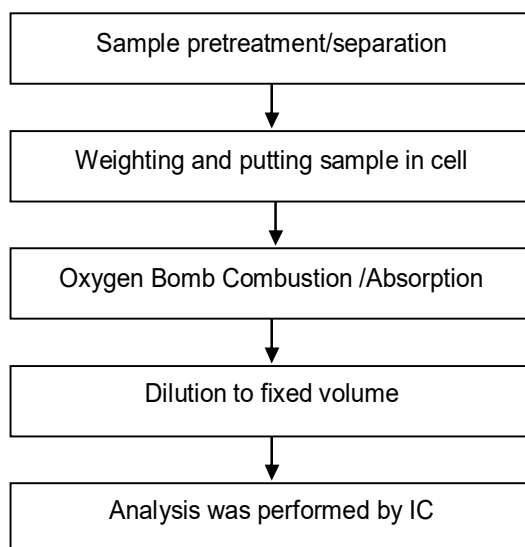 Sample pretreatment/separation
Weighting and putting sample in cell
Oxygen Bomb Combustion /Absorption
Dilution to fixed volume
Analysis was performed by IC